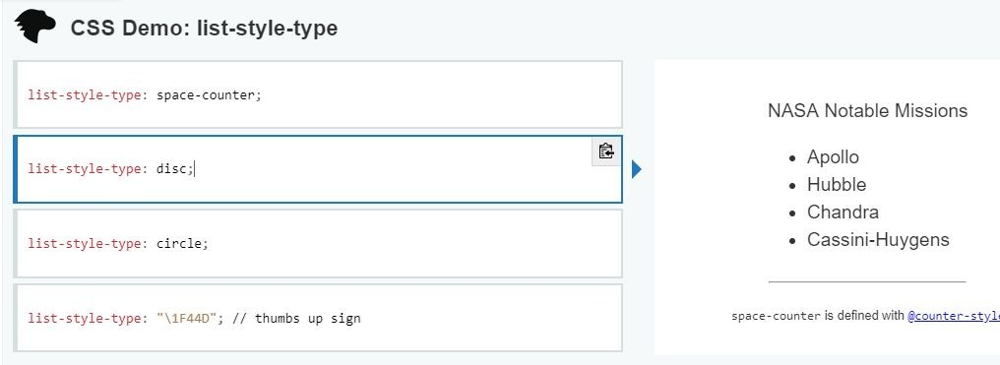 CSS Demo: list-style-type
list-style-type: space-counter;
list-style-type: disc;
list-style-type: circle;
list-style-type: "\1F44D"; // thumbs up sign
NASA Notable Missions
• Apollo
• Hubble
• Chandra
• Cassini-Huygens
space-counter is defined with @counter-style